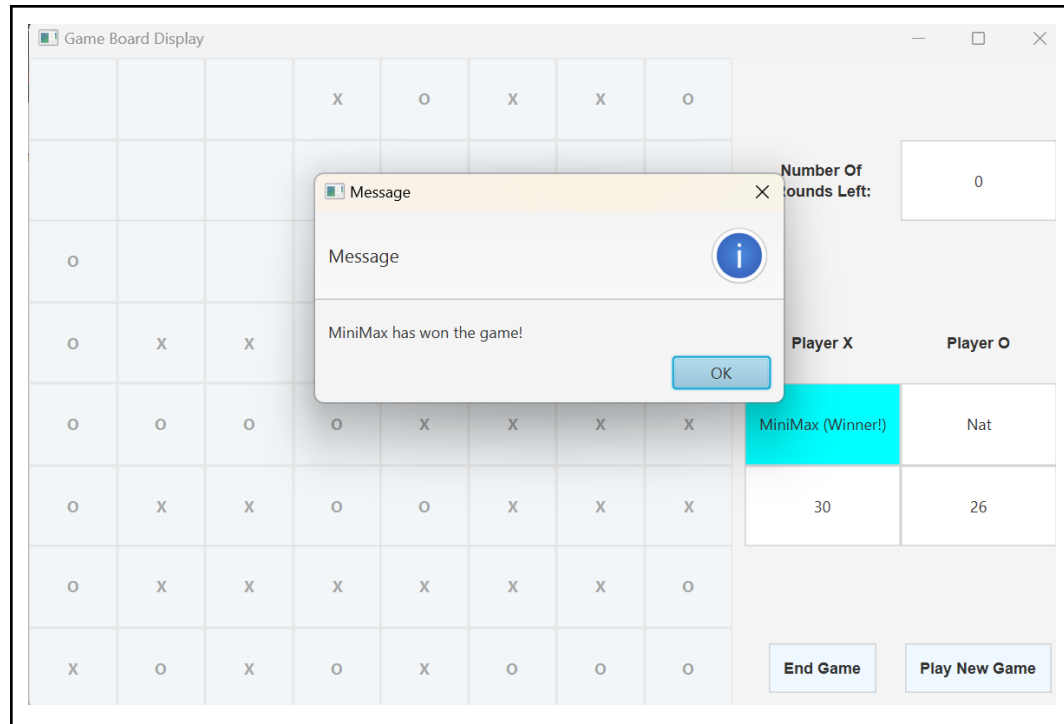 Game Board Display
X O X X O
Number Of
ounds Left:
0
Message
Message
MiniMax has won the game!
OK
O
O X X
Player X Player O
O O O O X X X X
MiniMax (Winner!) Nat
O X X O O X X X
30 26
O X X X X X X O
X O X O X O O O
End Game Play New Game